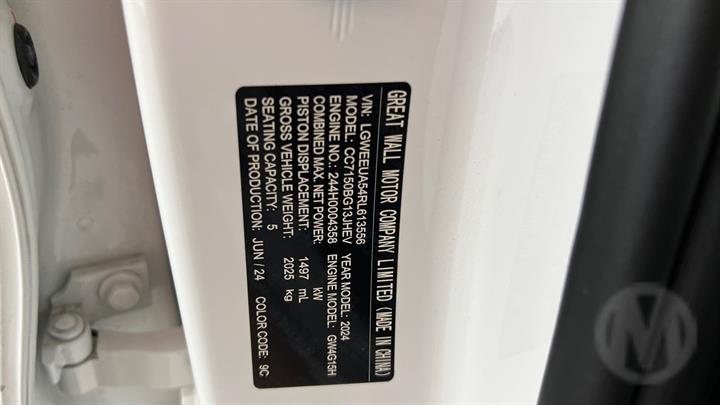 GREAT WALL MOTOR COMPANY LIMITED (MADE IN CHINA)
VIN: LGWEEUA54RL613556
MODEL: CC7150BG13JHEV YEAR MODEL: 2024
ENGINE NO.: 244H0004358 ENGINE MODEL: GW4G15H
COMBINED MAX. NET POWER: kW
PISTON DISPLACEMENT: 1497 mL
GROSS VEHICLE WEIGHT: 2025 kg
SEATING CAPACITY: 5
DATE OF PRODUCTION: JUN / 24 COLOR CODE: 9C
M